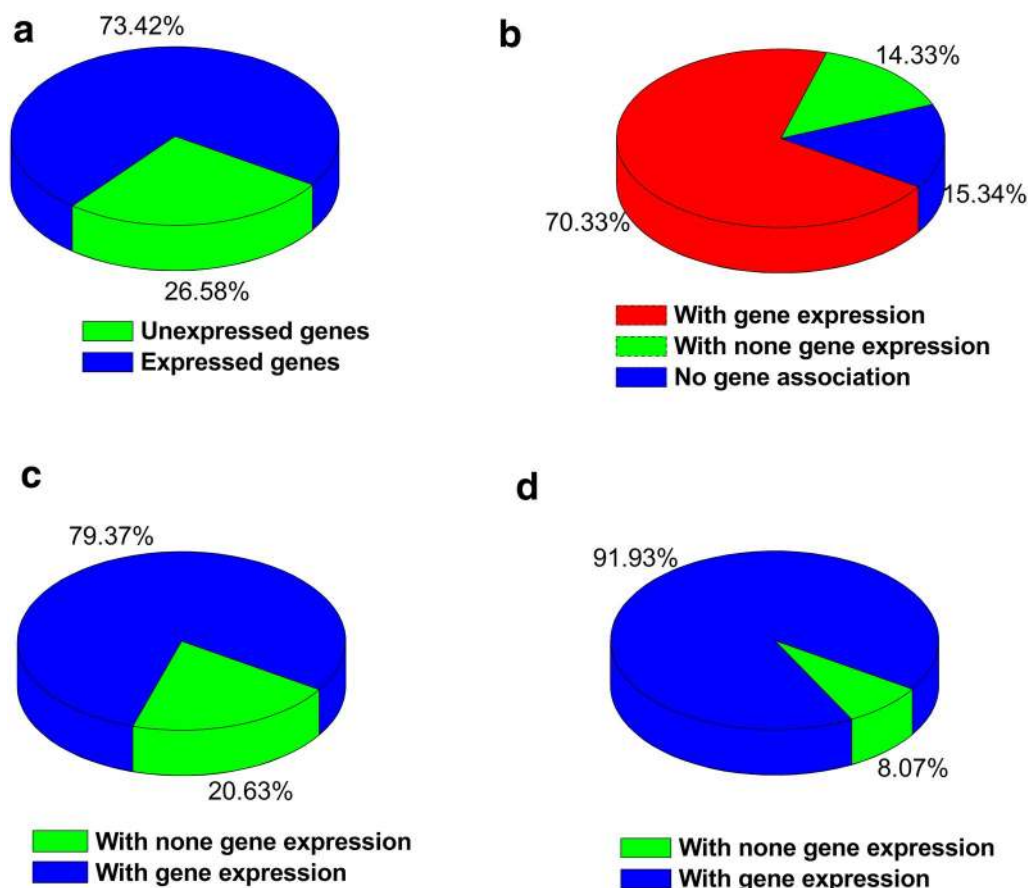 a
73.42%
26.58%
Unexpressed genes
Expressed genes
b
14.33%
15.34%
70.33%
With gene expression
With none gene expression
No gene association
c
79.37%
20.63%
With none gene expression
With gene expression
d
91.93%
8.07%
With none gene expression
With gene expression